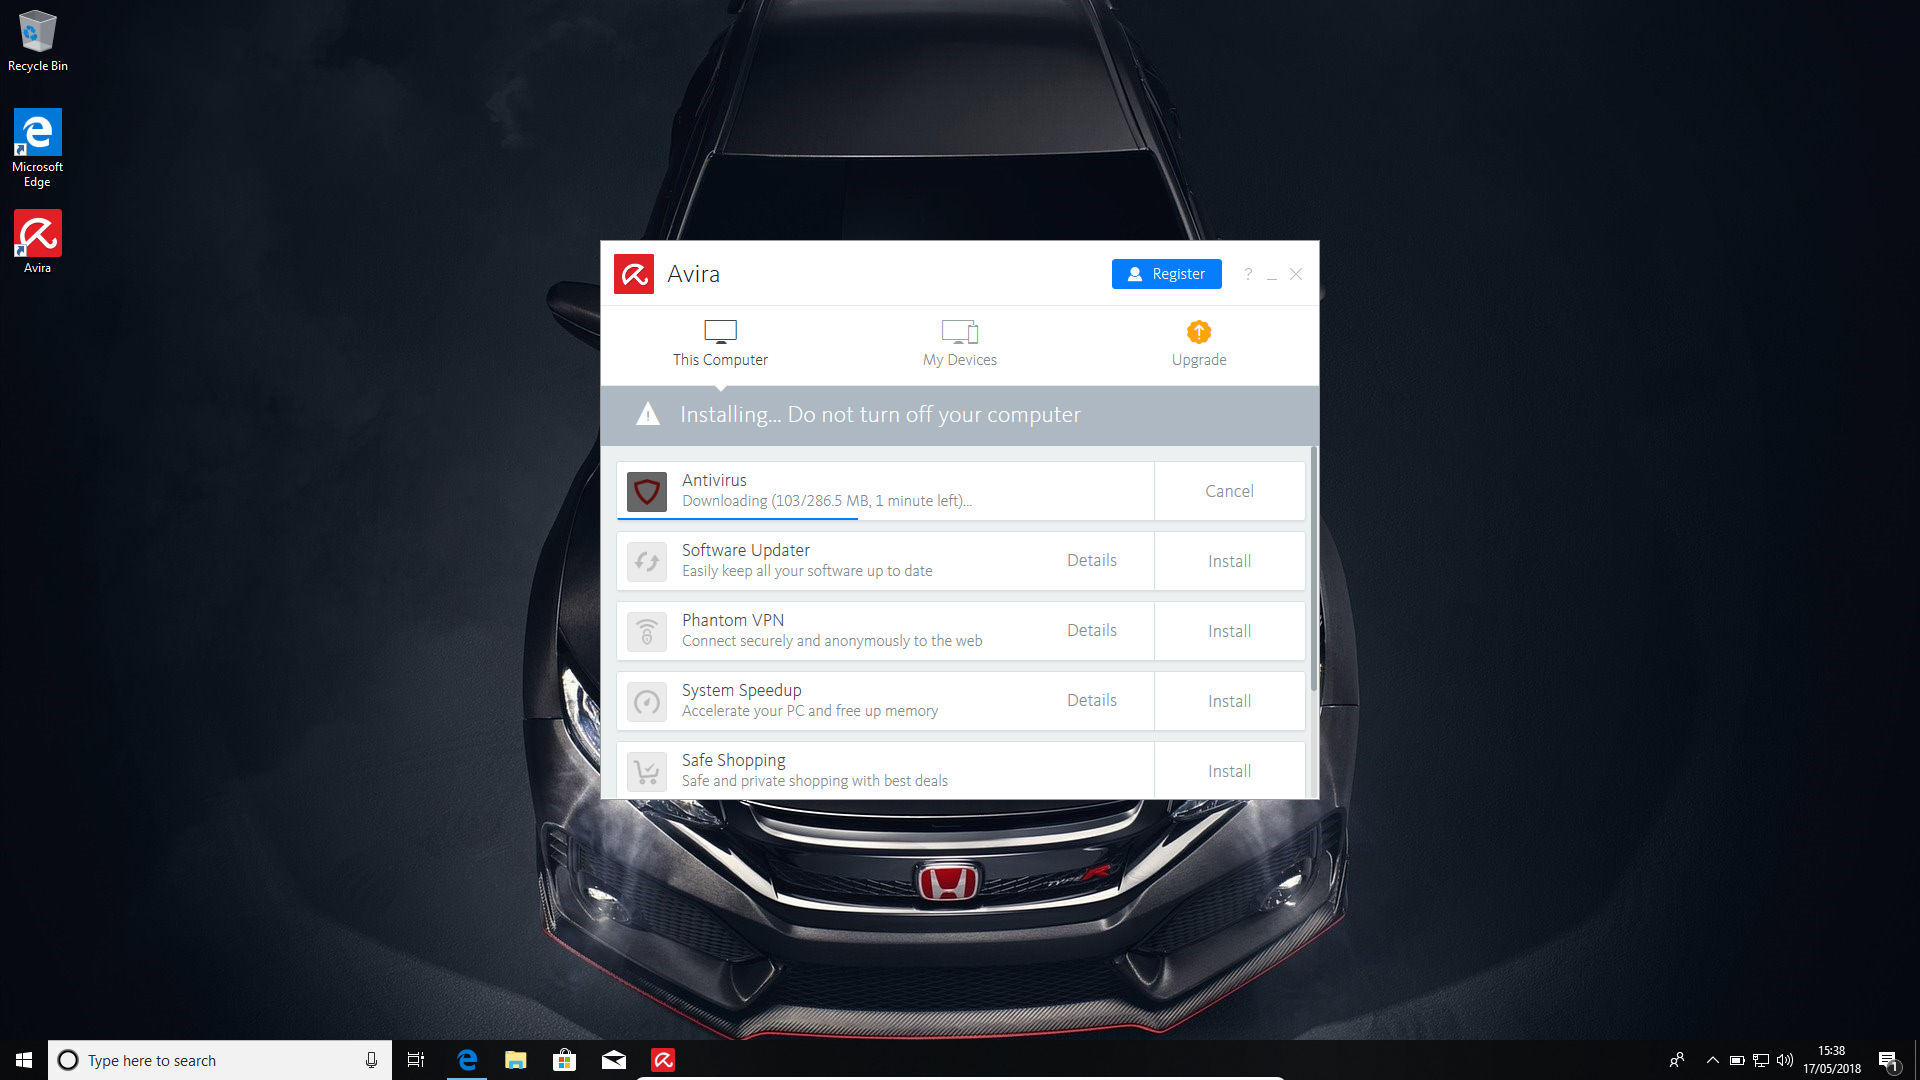 Recycle Bin
Microsoft
Edge
Avira
Avira
Register
?
This Computer
My Devices
Upgrade
Installing... Do not turn off your computer
Antivirus
Downloading (103/286.5 MB, 1 minute left)...
Cancel
Software Updater
Easily keep all your software up to date
Details
Install
Phantom VPN
Connect securely and anonymously to the web
Details
Install
System Speedup
Accelerate your PC and free up memory
Details
Install
Safe Shopping
Safe and private shopping with best deals
Install
TYPE R
Type here to search
15:38
17/05/2018
1